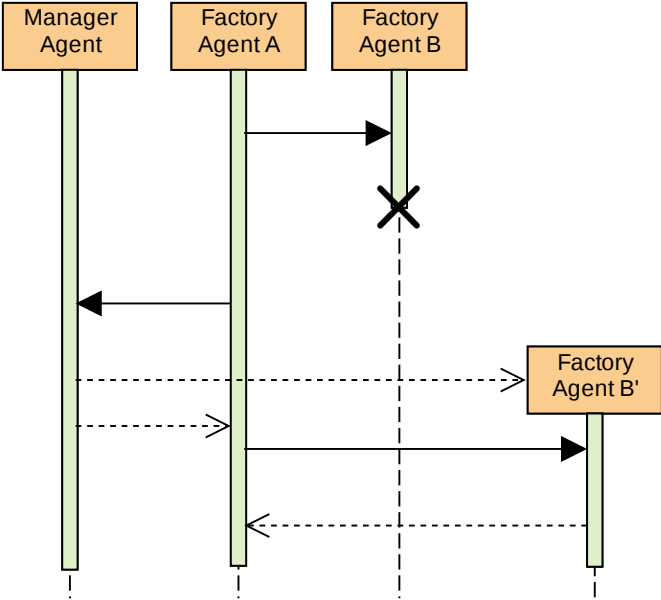 Manager
Agent
Factory
Agent A
Factory
Agent B
Factory
Agent B'